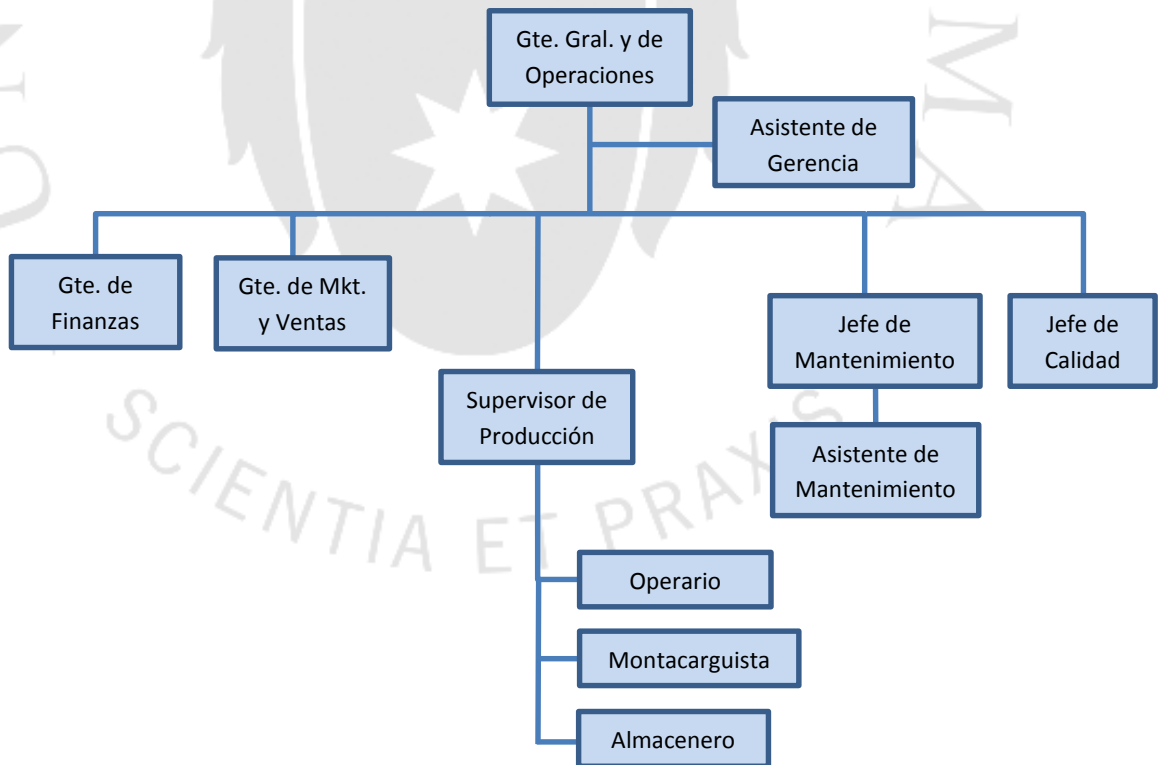 Gte. Gral. y de
Operaciones
Asistente de
Gerencia
Gte. de
Finanzas
Gte. de Mkt.
y Ventas
Supervisor de
Producción
Jefe de
Mantenimiento
Jefe de
Calidad
Asistente de
Mantenimiento
Operario
Montacarguista
Almacenero
SCIENTIA ET PRAXIS
M A